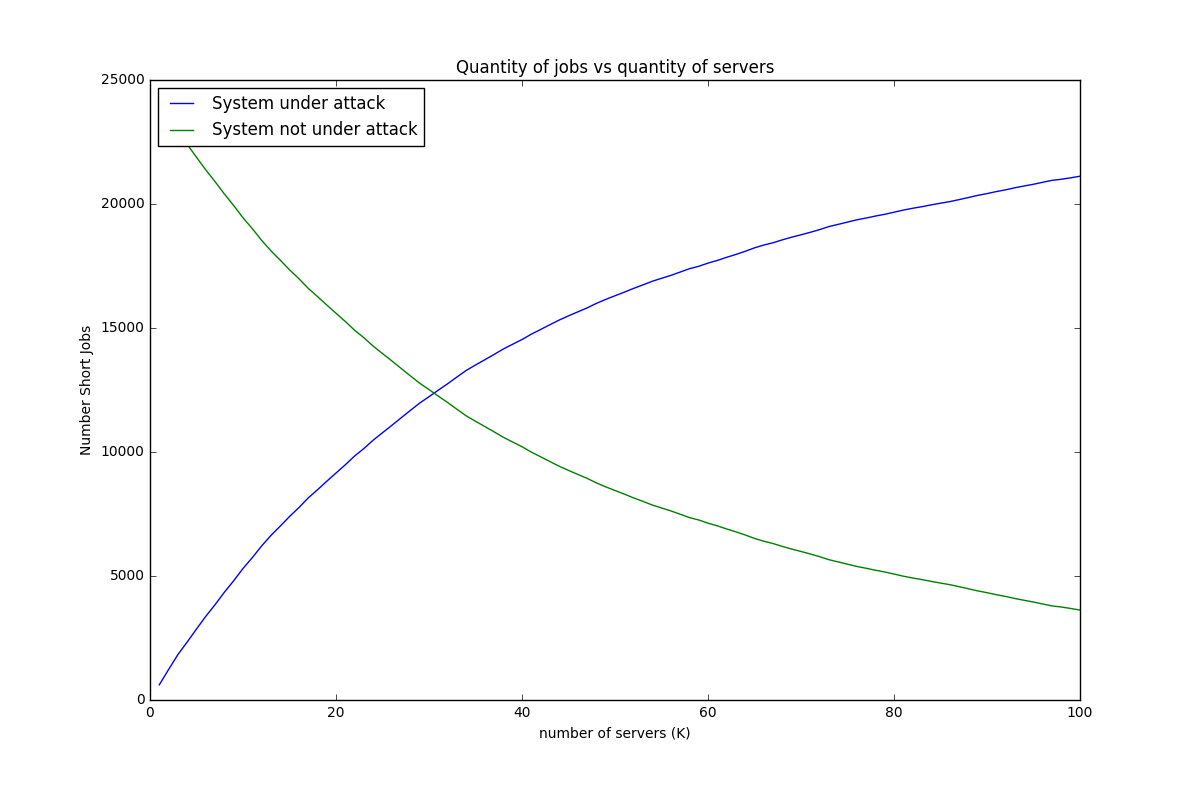 Quantity of jobs vs quantity of servers
25000
System under attack
System not under attack
20000
15000
Number Short Jobs
10000
5000
0
0 20 40 60 80 100
number of servers (K)